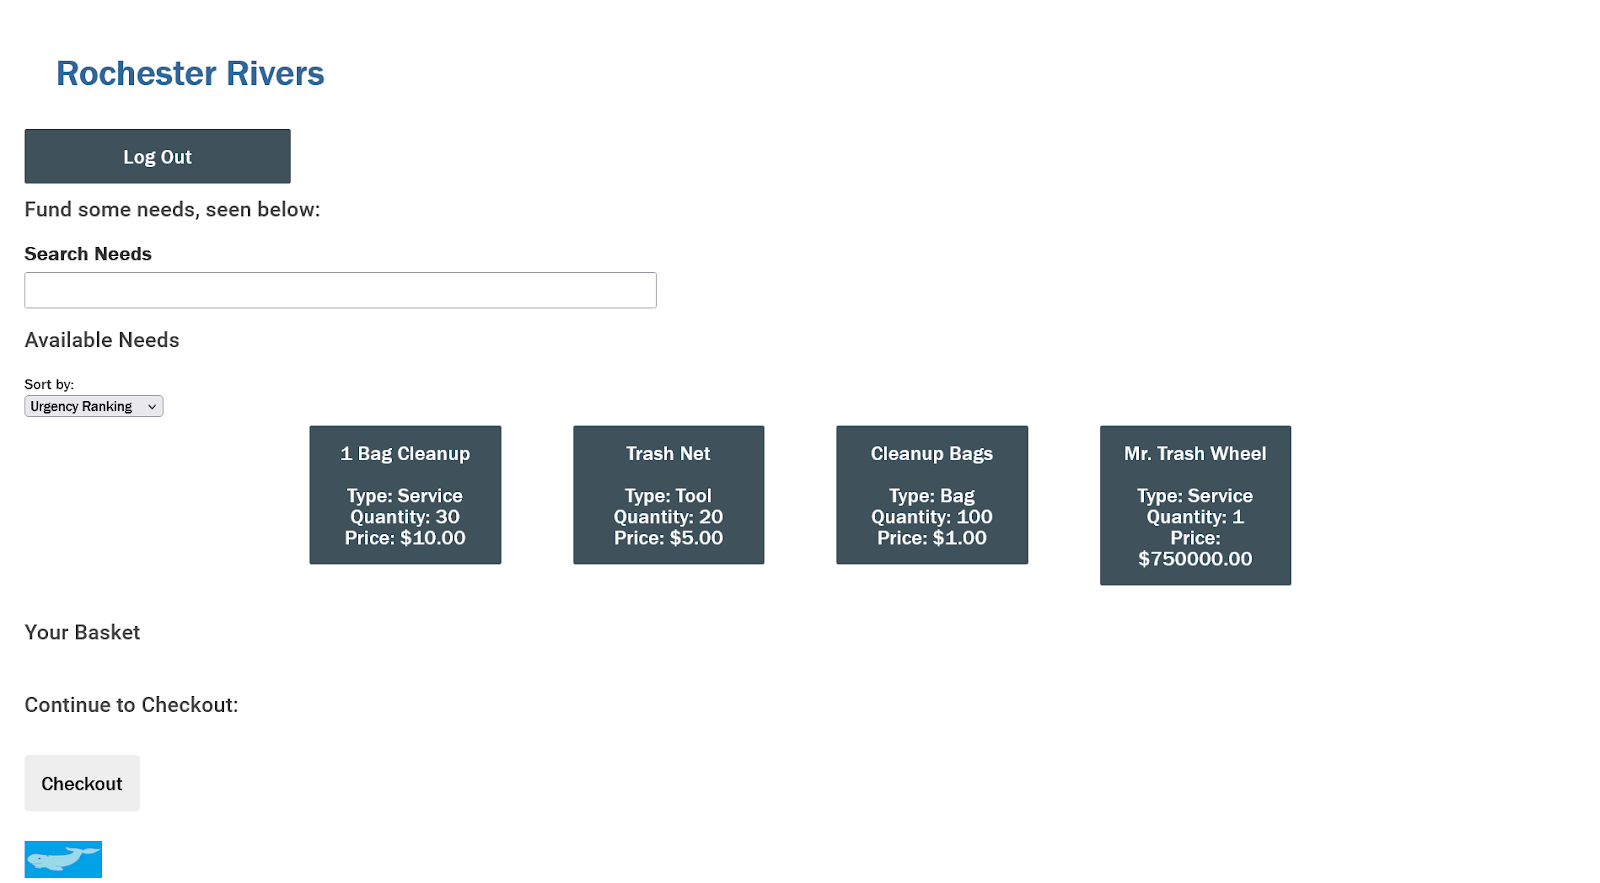 Rochester Rivers
Log Out
Fund some needs, seen below:
Search Needs
Available Needs
Sort by:
Urgency Ranking
1 Bag Cleanup
Type: Service
Quantity: 30
Price: $10.00
Trash Net
Type: Tool
Quantity: 20
Price: $5.00
Cleanup Bags
Type: Bag
Quantity: 100
Price: $1.00
Mr. Trash Wheel
Type: Service
Quantity: 1
Price:
$750000.00
Your Basket
Continue to Checkout:
Checkout